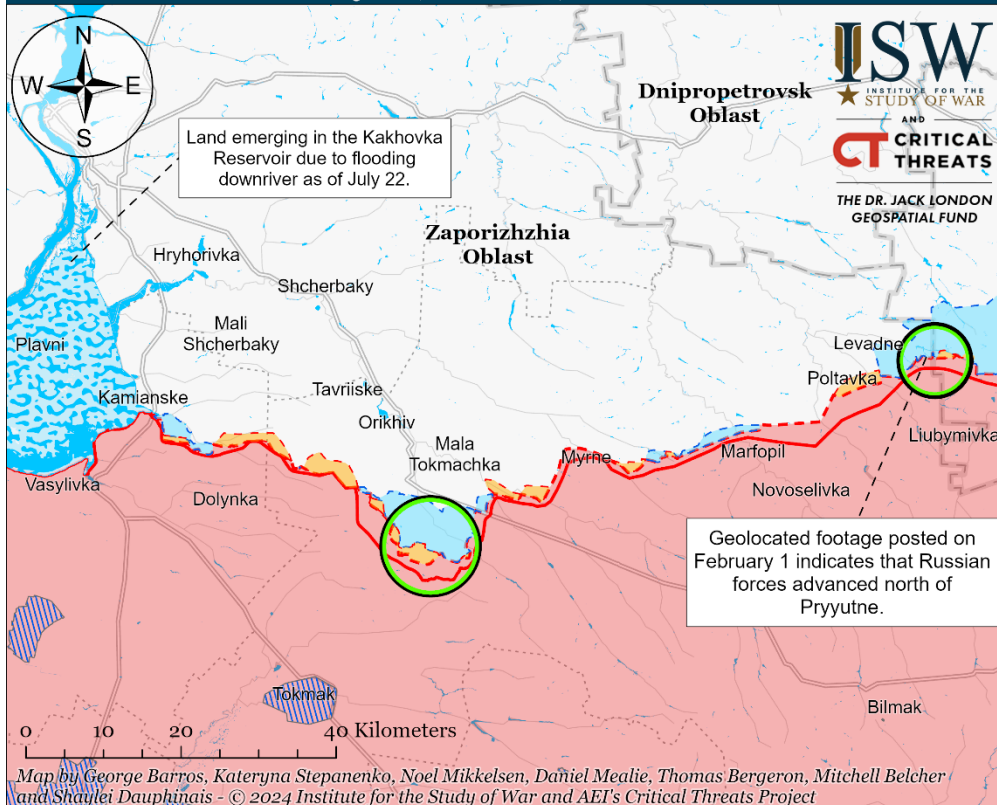 N
W E
S
ISW
INSTITUTE FOR THE
STUDY OF WAR
AND
CT CRITICAL
THREATS
THE DR. JACK LONDON
GEOSPATIAL FUND
Dnipropetrovsk
Oblast
Land emerging in the Kakhovka
Reservoir due to flooding
downriver as of July 22.
Zaporizhzhia
Oblast
Hryhorivka
Shcherbaky
Mali
Shcherbaky
Plavni
Levadne
Poltavka
Tavriiske
Kamianske
Orikhiv
Mala
Tokmachka
Liubymivka
Myrne
Marfopil
Vasylivka
Dolynka
Novoselivka
Geolocated footage posted on
February 1 indicates that Russian
forces advanced north of
Pryyutne.
Tokmak
Bilmak
0 10 20 40 Kilometers
Map by George Barros, Kateryna Stepanenko, Noel Mikkelsen, Daniel Mealie, Thomas Bergeron, Mitchell Belcher
and Shaylei Dauphinais - © 2024 Institute for the Study of War and AEI's Critical Threats Project